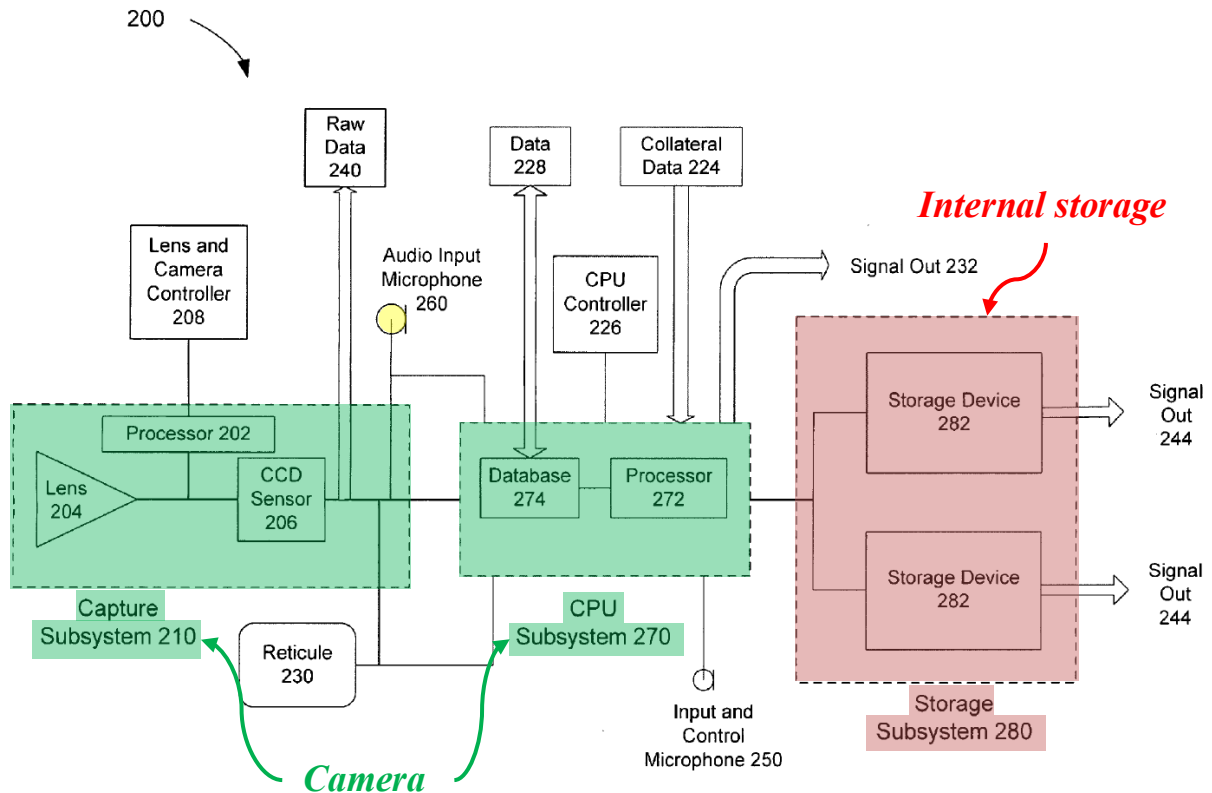 200
Raw
Data
240
Data
228
Collateral
Data 224
Internal storage
Lens and
Camera
Controller
208
Audio Input
Microphone
260
CPU
Controller
226
Signal Out 232
Processor 202
Lens
204
CCD
Sensor
206
Database
274
Processor
272
Storage Device
282
Signal
Out
244
Storage Device
282
Signal
Out
244
Capture
Subsystem 210
CPU
Subsystem 270
Reticule
230
Input and
Control
Microphone 250
Storage
Subsystem 280
Camera